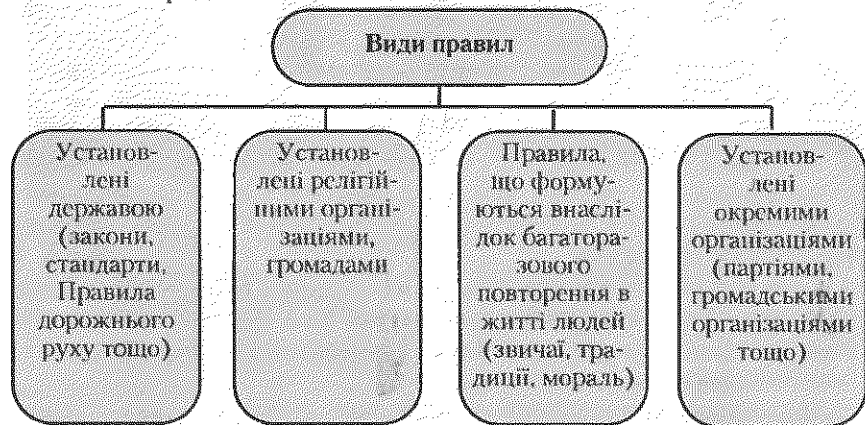 Види правил
Установ-
лені
державою
(закони,
стандарти,
Правила
дорожнього
руху тощо)
Установ-
лені релігій-
ними органі-
заціями,
громадами
Правила,
що форму-
ються внаслі-
док багатора-
зового
повторення в
житті людей
(звичаї, тра-
диції, мораль)
Установ-
лені
окремими
організаціями
(партіями,
громадськими
організаціями
тощо)